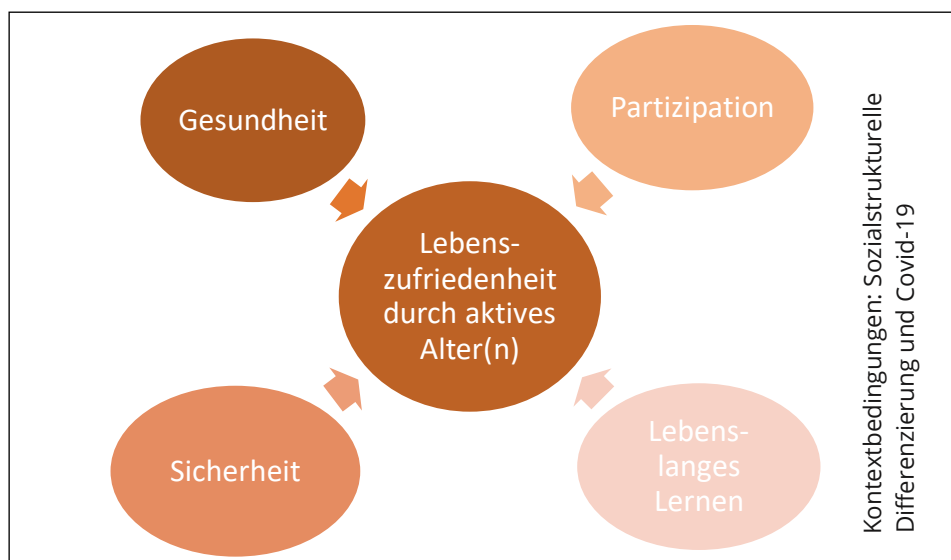 Gesundheit
Partizipation
Lebens-
zufriedenheit
durch aktives
Alter(n)
Sicherheit
Lebens-
langes
Lernen
Kontextbedingungen: Sozialstrukturelle
Differenzierung und Covid-19